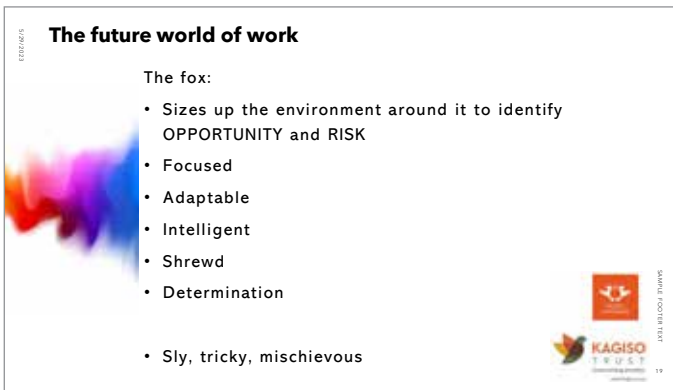 5/29/2023
The future world of work
The fox:
• Sizes up the environment around it to identify
OPPORTUNITY and RISK
• Focused
• Adaptable
• Intelligent
• Shrewd
• Determination
• Sly, tricky, mischievous
SAMPLE FOOTER TEXT
KAGISO
TRUST
19